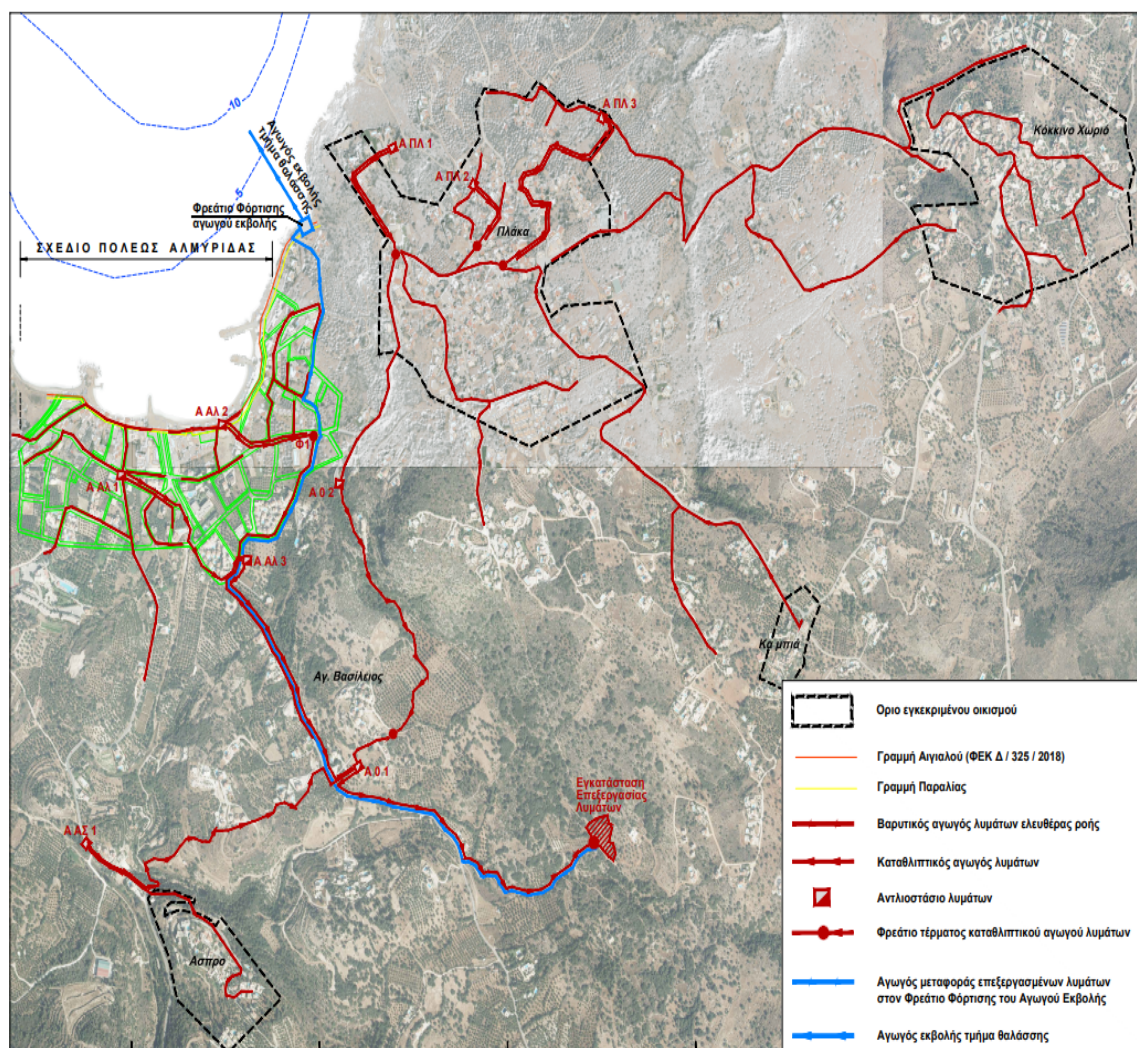 -10
-5
Αγωγός εκβολής
τμήμα θαλάσσης
Φρεάτιο Φόρτισης
αγωγού εκβολής
ΣΧΕΔΙΟ ΠΟΛΕΩΣ ΑΛΜΥΡΙΔΑΣ
Α ΠΛ 1
Α ΠΛ 2
Α ΠΛ 3
Πλάκα
Κόκκινο Χωριό
Α Αλ 2
Φ1
Α Αλ 1
Α 0 2
Α Αλ 3
Κα μπιά
Αγ. Βασίλειος
Α 0 1
Α ΑΣ 1
Εγκατάσταση
Επεξεργασίας
Λυμάτων
Ασπρο
Οριο εγκεκριμένου οικισμού
Γραμμή Αιγιαλού (ΦΕΚ Δ / 325 / 2018)
Γραμμή Παραλίας
Βαρυτικός αγωγός λυμάτων ελευθέρας ροής
Καταθλιπτικός αγωγός λυμάτων
Αντλιοστάσιο λυμάτων
Φρεάτιο τέρματος καταθλιπτικού αγωγού λυμάτων
Αγωγός μεταφοράς επεξεργασμένων λυμάτων
στον Φρεάτιο Φόρτισης του Αγωγού Εκβολής
Αγωγός εκβολής τμήμα θαλάσσης